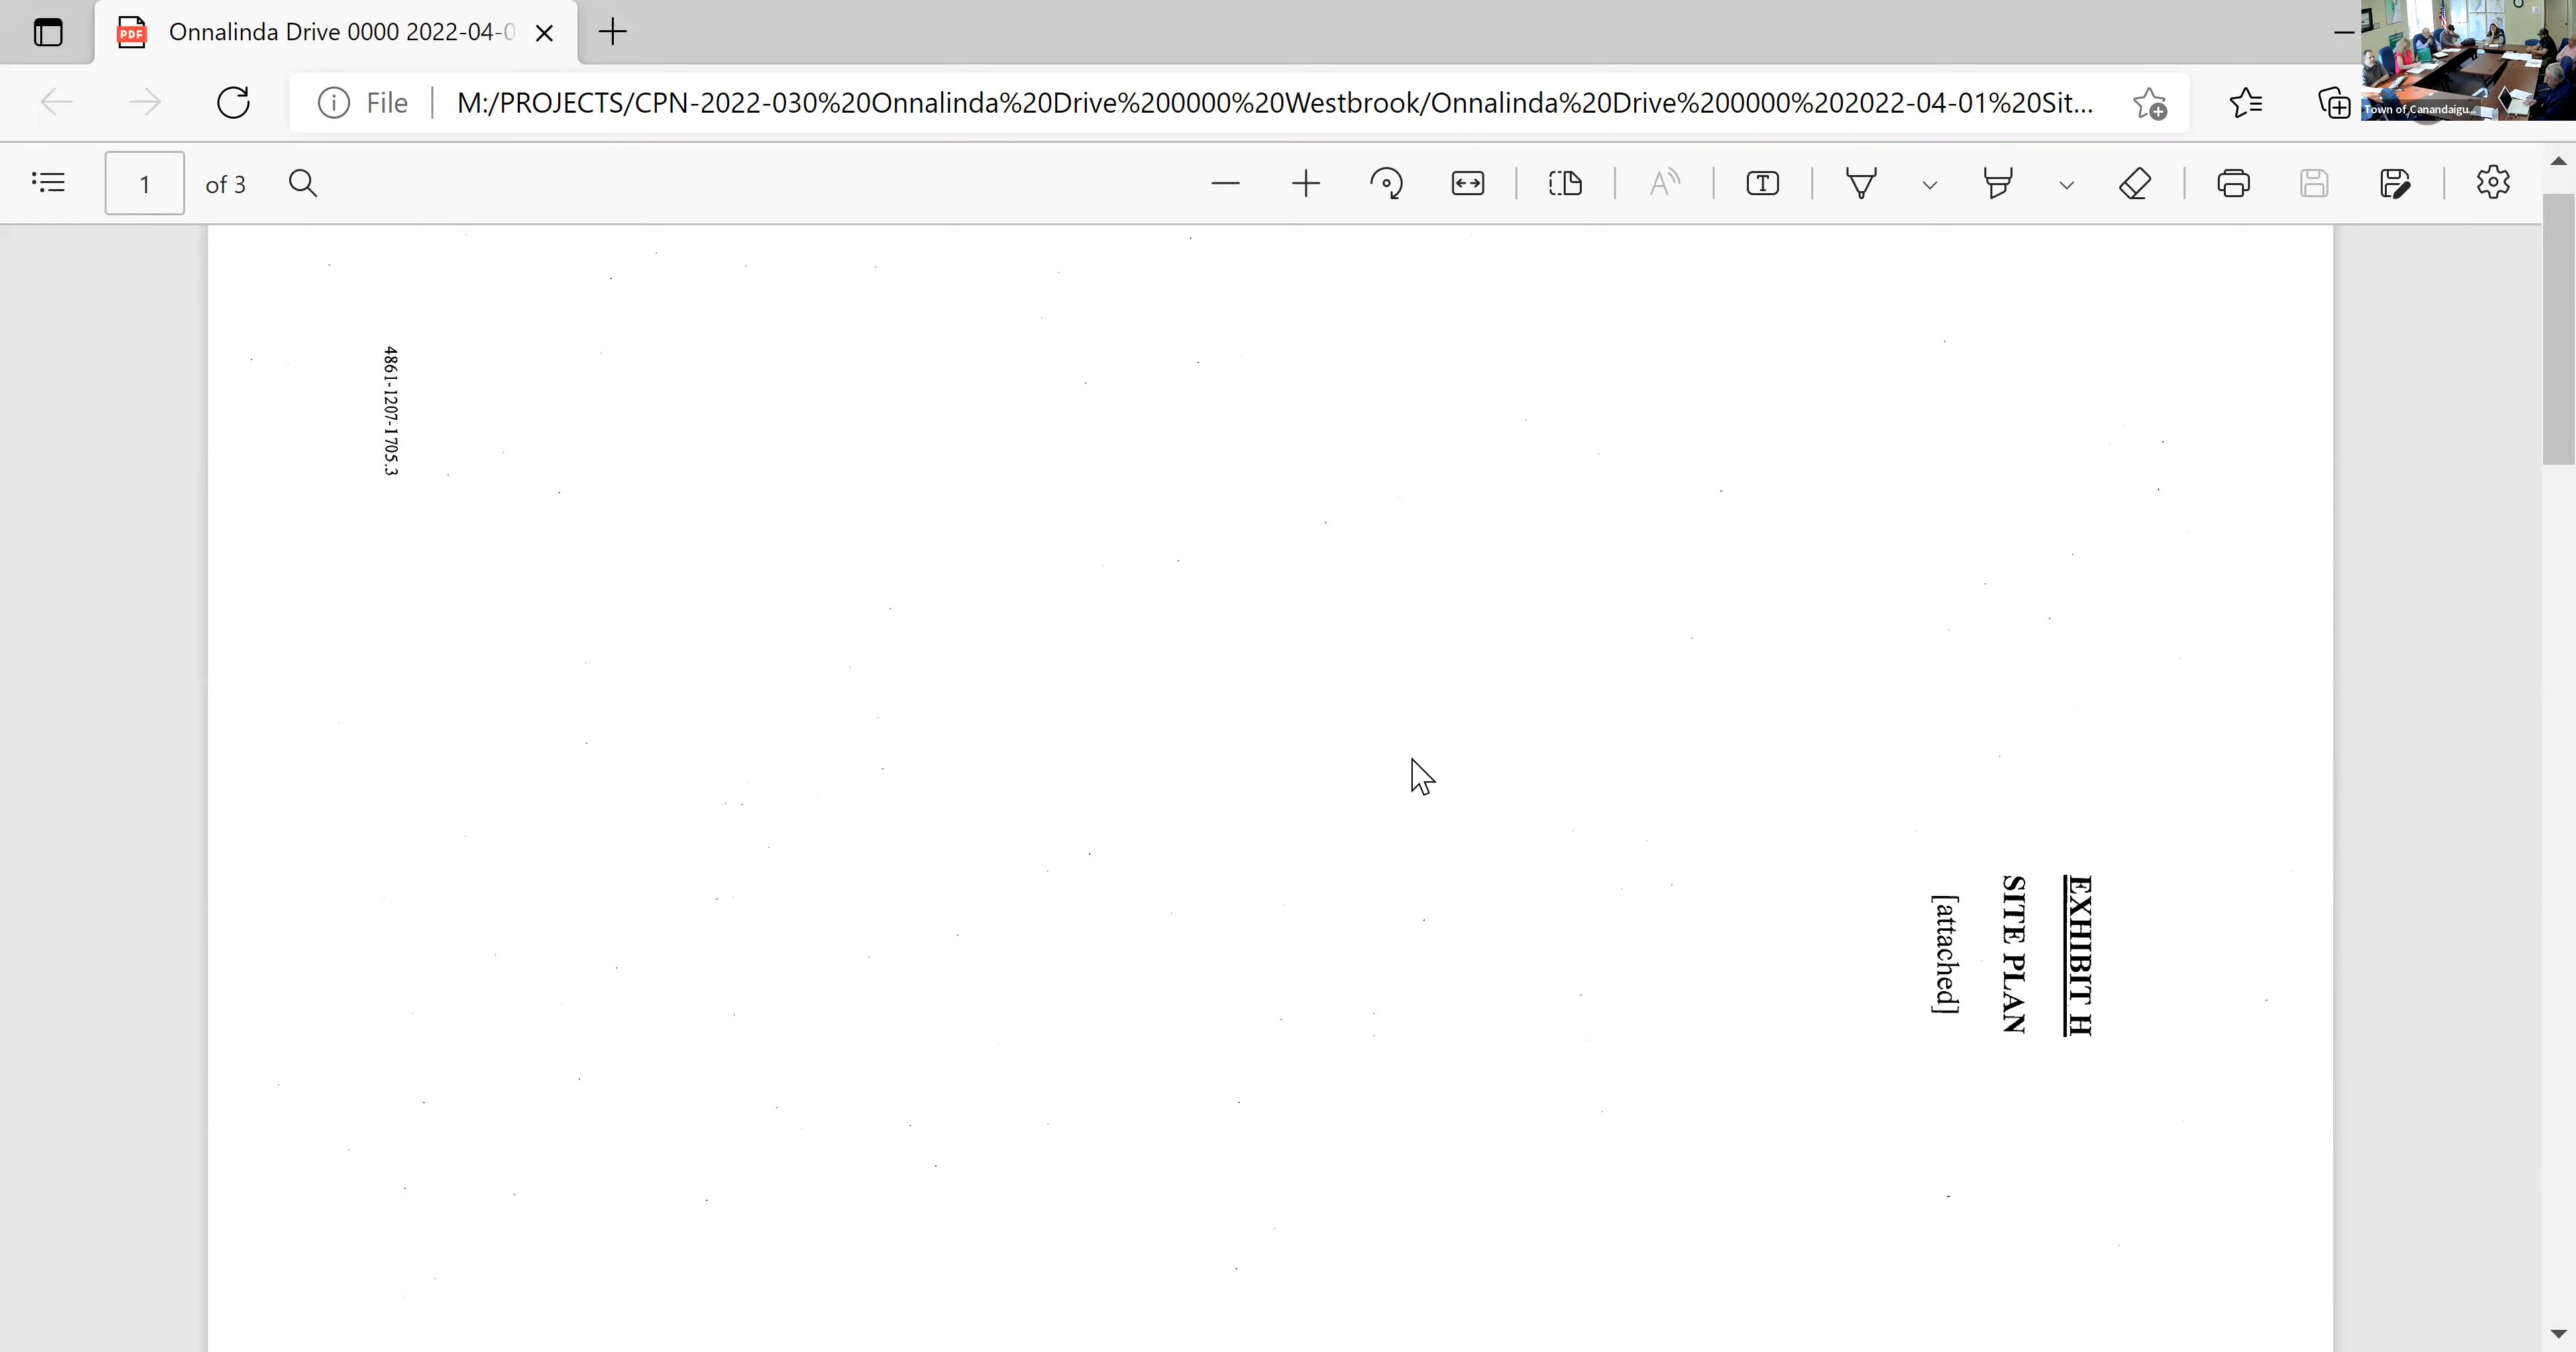 Onnalinda Drive 0000 2022-04-0
File
M:/PROJECTS/CPN-2022-030%20Onnalinda%20Drive%200000%20Westbrook/Onnalinda%20Drive%200000%202022-04-01%20Sit...
Town of Canandaigu...
1 of 3
EXHIBIT H
SITE PLAN
[attached]
4861-1207-1705.3